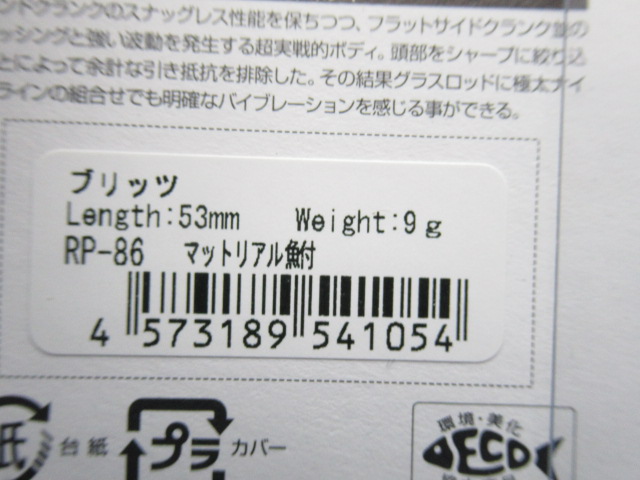 ンドクランクのスナッグレス性能を保ちつつ、フラットサイドクランク並の
ッシングと強い波動を発生する超実戦的ボディ。頭部をシャープに絞り込
とによって余計な引き抵抗を排除した。その結果グラスロッドに極太ナイ
ラインの組合せでも明確なバイブレーションを感じる事ができる。
ブリッツ
Length:53mm Weight:9g
RP-86 マットリアル魚付
4 573189 541054
紙 台紙 プラ カバー
環境・美化
ECO